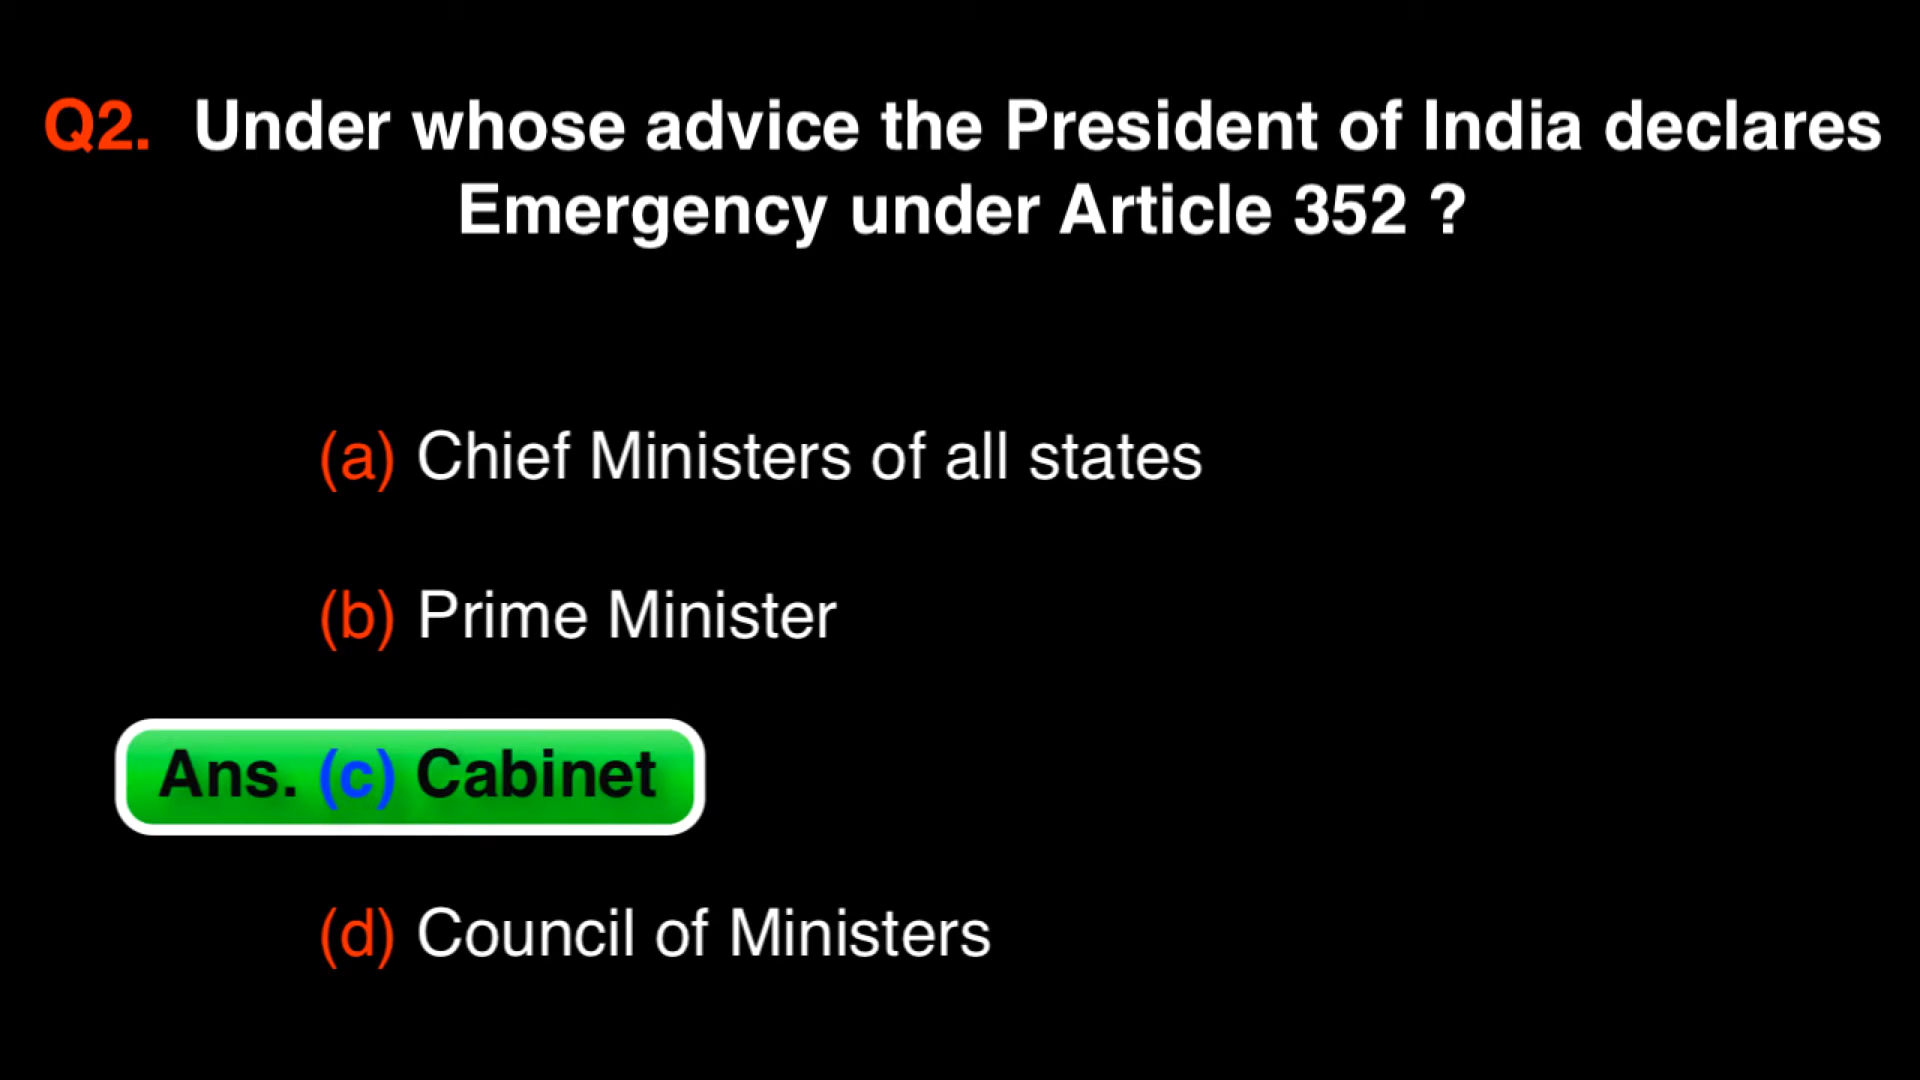 Q2. Under whose advice the President of India declares
Emergency under Article 352 ?
(a) Chief Ministers of all states
(b) Prime Minister
Ans. (c) Cabinet
(d) Council of Ministers